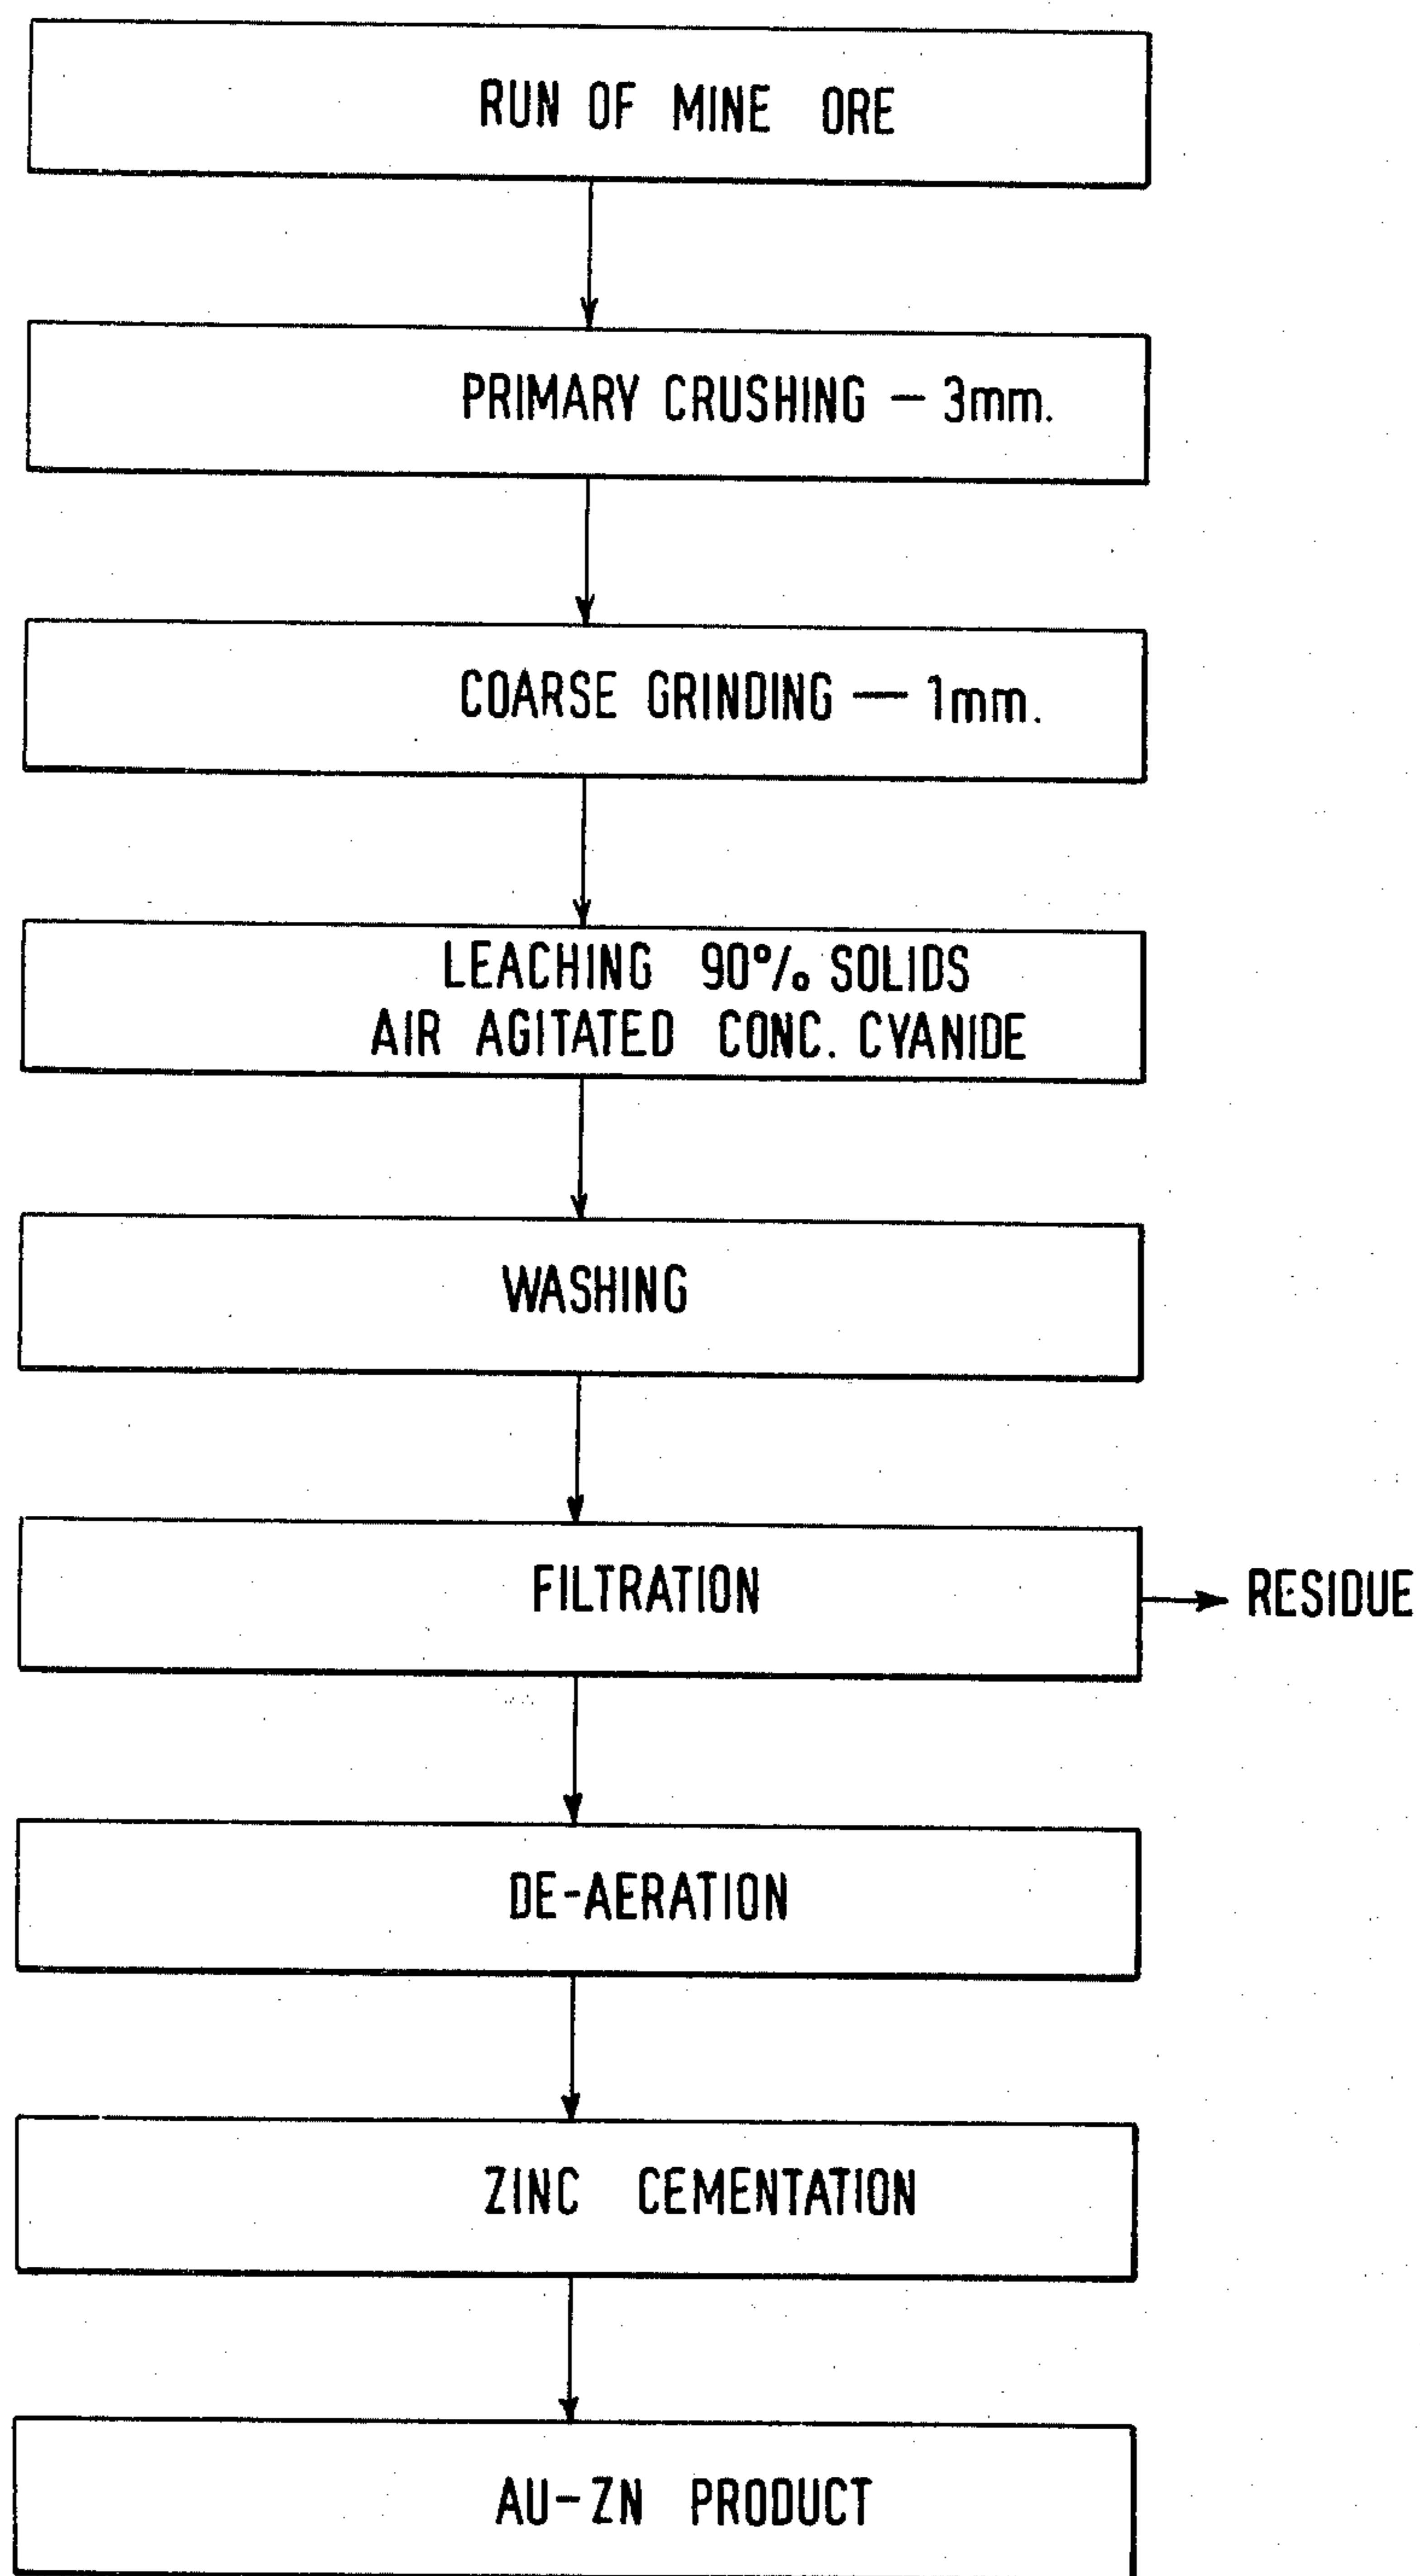 RUN OF MINE ORE
PRIMARY CRUSHING – 3mm.
COARSE GRINDING — 1mm.
LEACHING 90% SOLIDS
AIR AGITATED CONC. CYANIDE
WASHING
FILTRATION
RESIDUE
DE-AERATION
ZINC CEMENTATION
AU-ZN PRODUCT